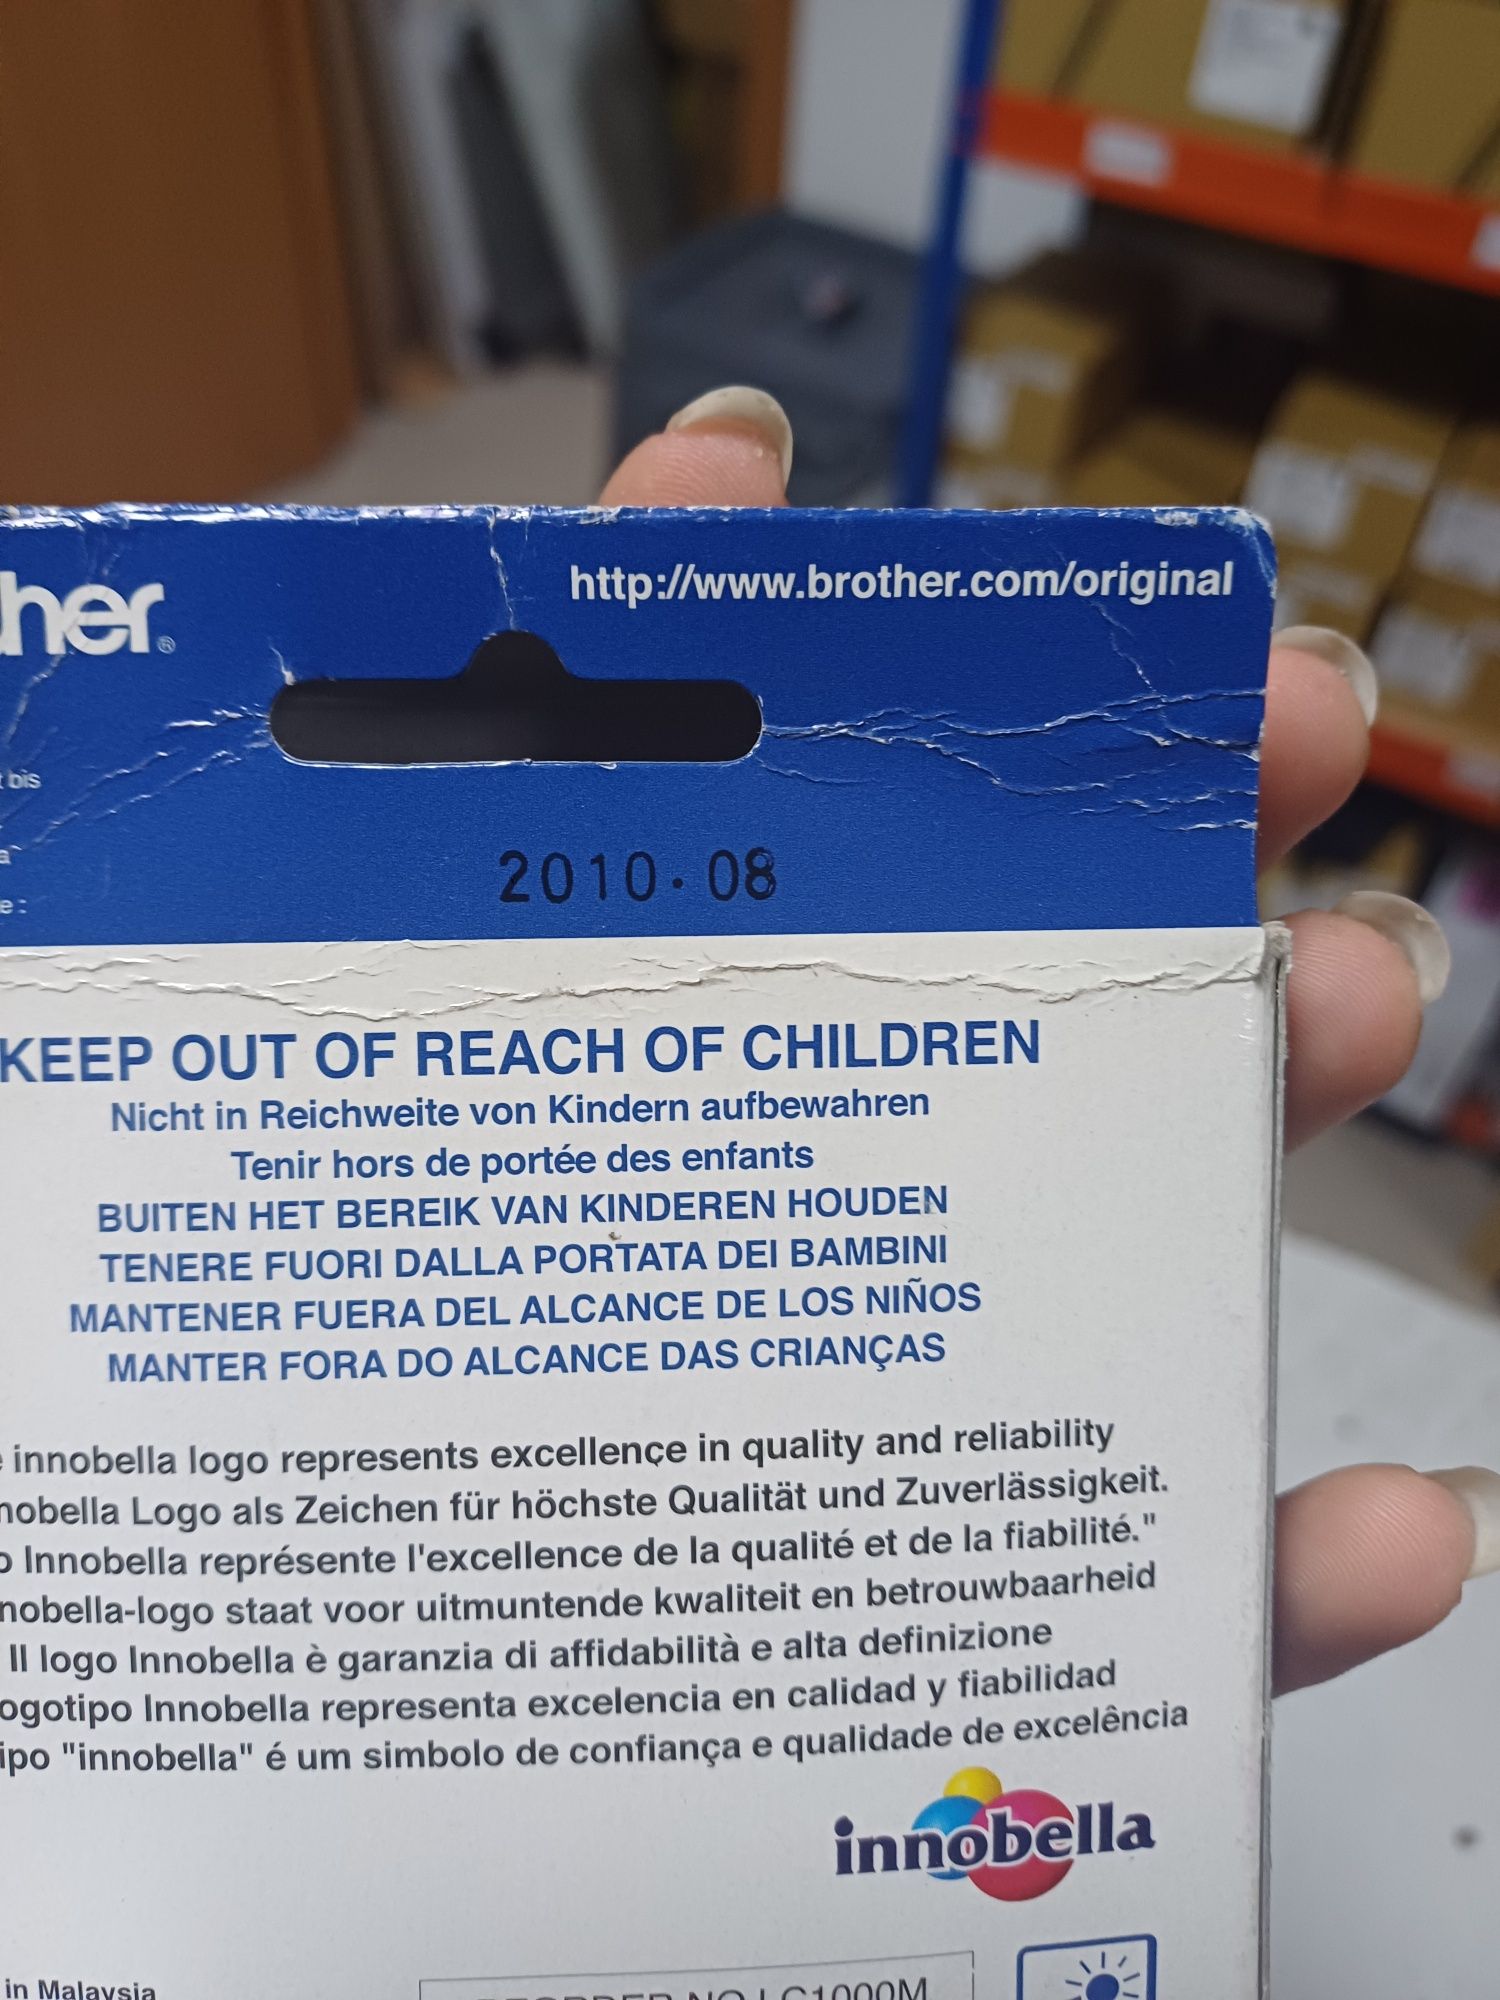 http://www.brother.com/original
her®
bis
2010.08
e:
KEEP OUT OF REACH OF CHILDREN
Nicht in Reichweite von Kindern aufbewahren
Tenir hors de portée des enfants
BUITEN HET BEREIK VAN KINDEREN HOUDEN
TENERE FUORI DALLA PORTATA DEI BAMBINI
MANTENER FUERA DEL ALCANCE DE LOS NIÑOS
MANTER FORA DO ALCANCE DAS CRIANÇAS
innobella logo represents excellence in quality and reliability
nobella Logo als Zeichen für höchste Qualität und Zuverlässigkeit.
o Innobella représente l'excellence de la qualité et de la fiabilité."
nobella-logo staat voor uitmuntende kwaliteit en betrouwbaarheid
Il logo Innobella è garanzia di affidabilità e alta definizione
ogotipo Innobella representa excelencia en calidad y fiabilidad
ipo "innobella" é um simbolo de confiança e qualidade de excelência
innobella
in Malaysia
LC1000M